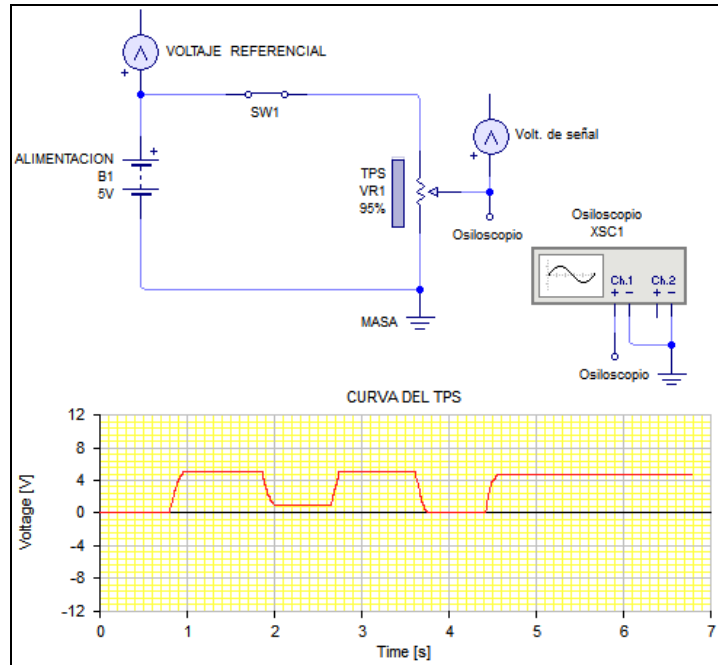 VOLTAJE REFERENCIAL
SW1
ALIMENTACION
B1
5V
TPS
VR1
95%
Volt. de señal
Osiloscopio
Osiloscopio
XSC1
Ch.1 Ch.2
+ − + −
Osiloscopio
MASA
CURVA DEL TPS
Voltage [V]
12
8
4
0
-4
-8
-12
0 1 2 3 4 5 6 7
Time [s]